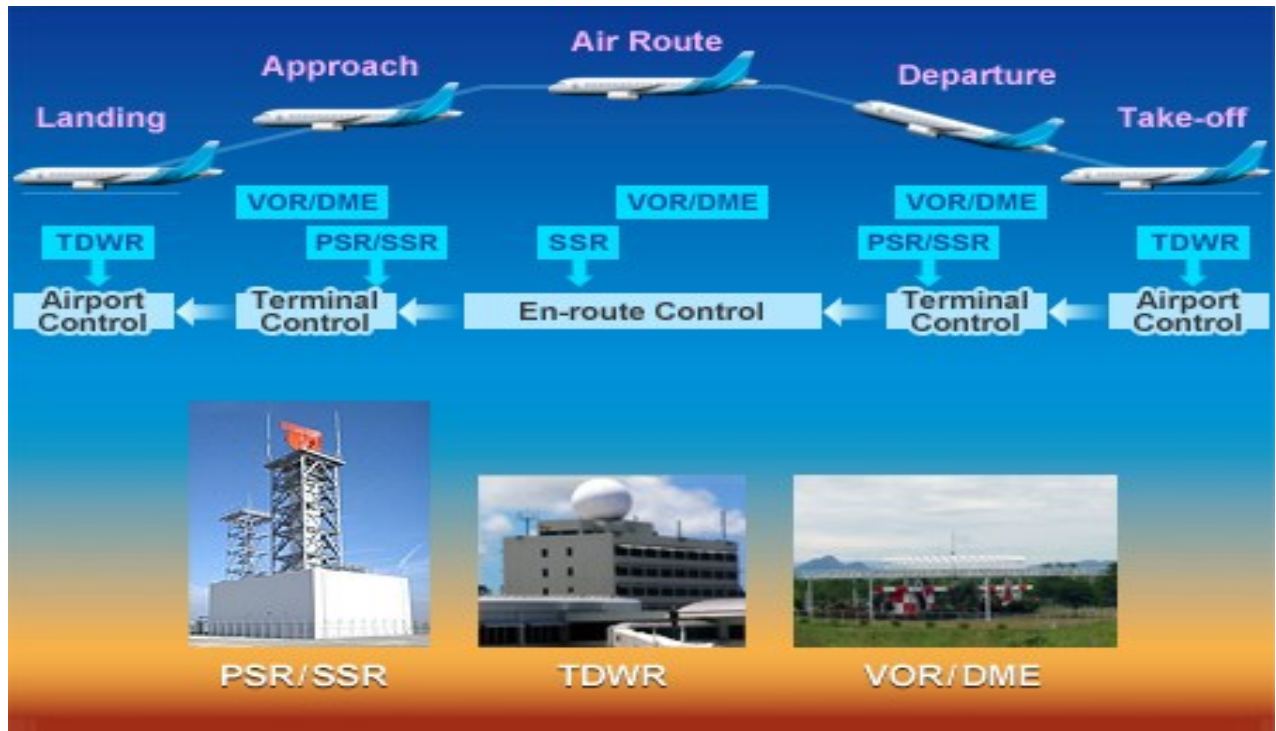 Air Route
Approach
Departure
Landing
Take-off
VOR/DME
VOR/DME
VOR/DME
TDWR
PSR/SSR
SSR
PSR/SSR
TDWR
Airport
Control
Terminal
Control
En-route Control
Terminal
Control
Airport
Control
PSR/SSR
TDWR
VOR/DME